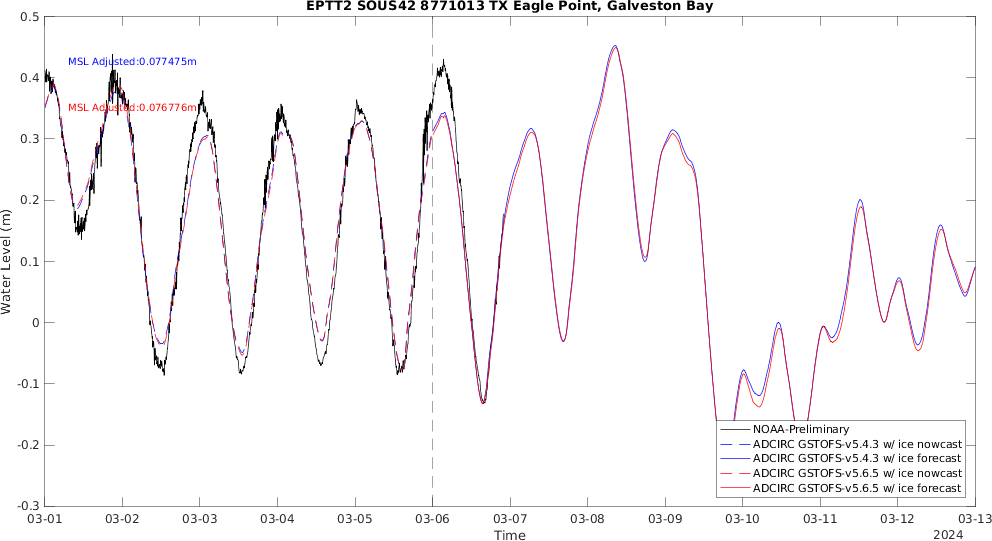 EPTT2 SOUS42 8771013 TX Eagle Point, Galveston Bay
MSL Adjusted:0.077475m
MSL Adjusted:0.076776m
Water Level (m)
0.5
0.4
0.3
0.2
0.1
0
-0.1
-0.2
-0.3
NOAA-Preliminary
ADCIRC GSTOFS-v5.4.3 w/ ice nowcast
ADCIRC GSTOFS-v5.4.3 w/ ice forecast
ADCIRC GSTOFS-v5.6.5 w/ ice nowcast
ADCIRC GSTOFS-v5.6.5 w/ ice forecast
03-01 03-02 03-03 03-04 03-05 03-06 03-07 03-08 03-09 03-10 03-11 03-12 03-13
Time
2024